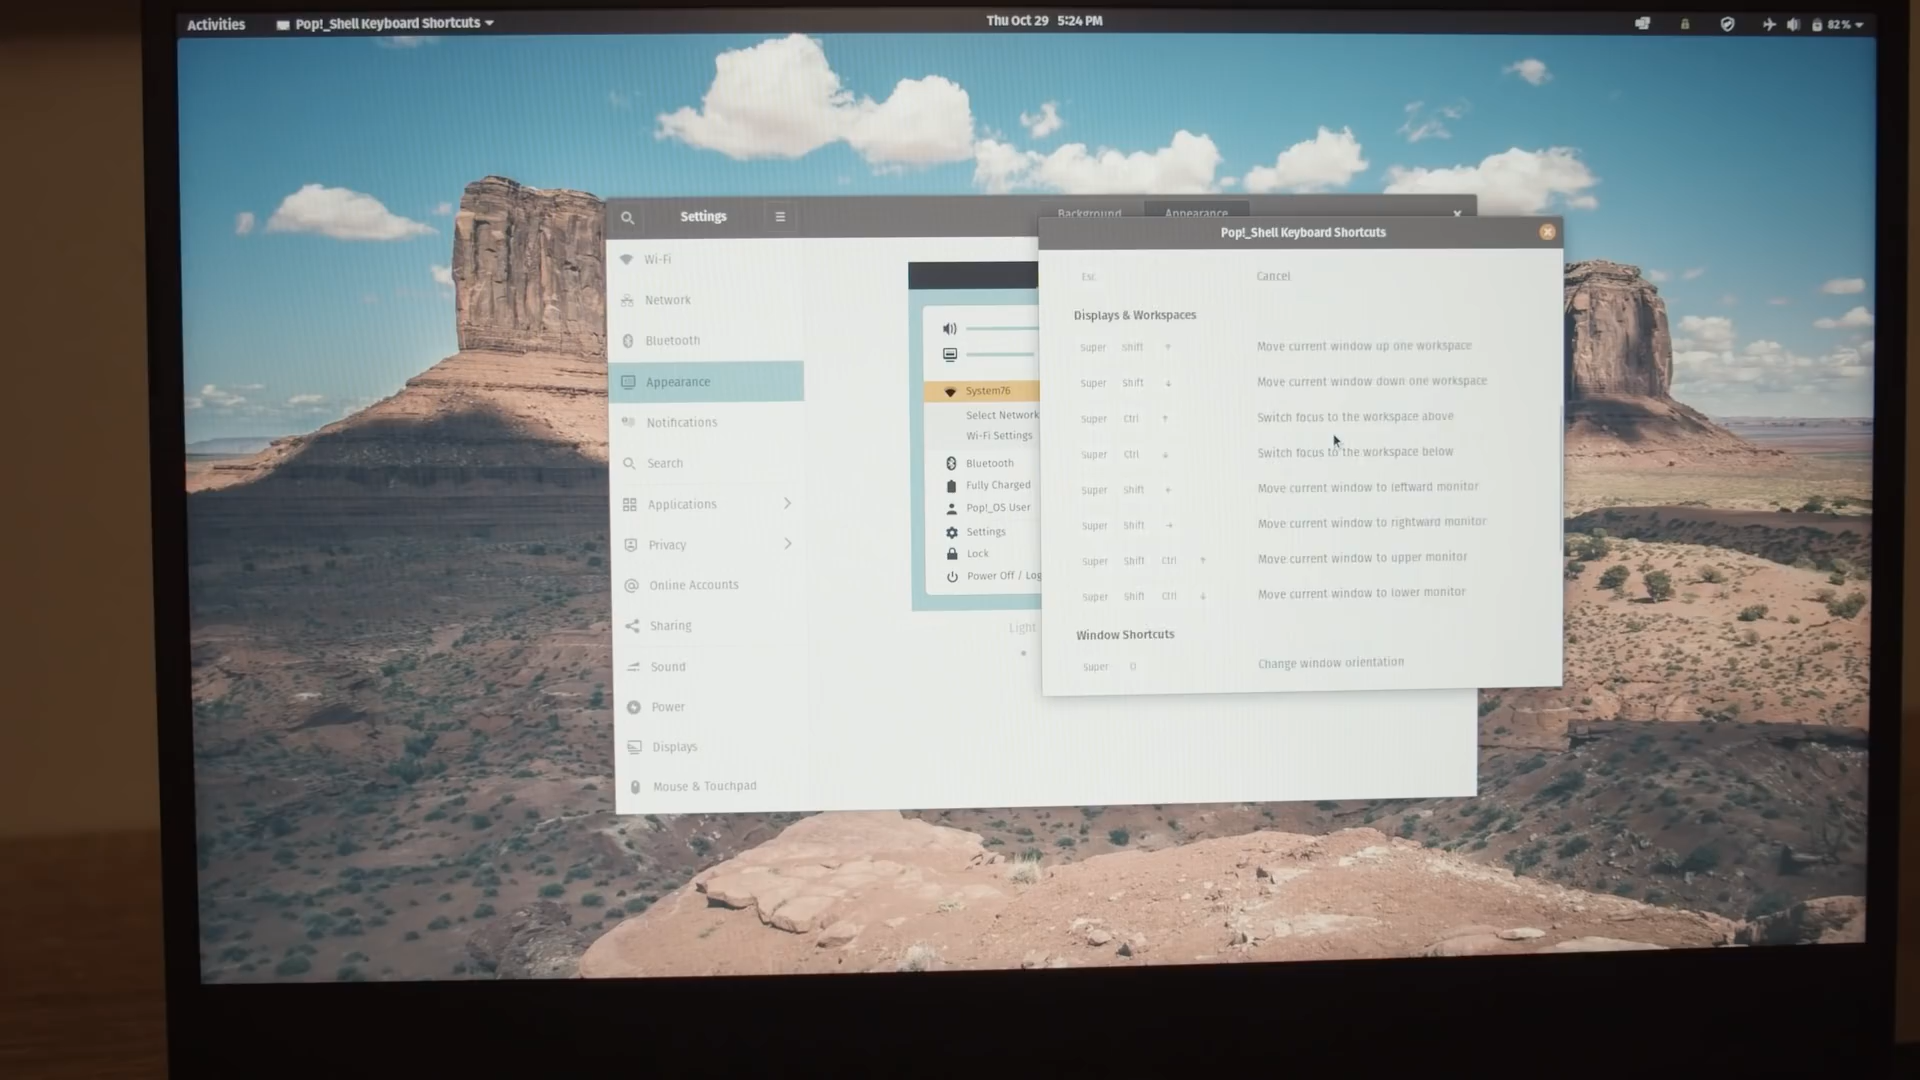 Activities
Pop!_Shell Keyboard Shortcuts
Thu Oct 29 5:24 PM
82%
Settings
Background
Appearance
Wi-Fi
Network
Bluetooth
Appearance
Notifications
Search
Applications
Privacy
Online Accounts
Sharing
Sound
Power
Displays
Mouse & Touchpad
System76
Select Network
Wi-Fi Settings
Bluetooth
Fully Charged
Pop!_OS User
Settings
Lock
Power Off / Log
Light
Pop!_Shell Keyboard Shortcuts
Esc Cancel
Displays & Workspaces
Super Shift ↑ Move current window up one workspace
Super Shift ↓ Move current window down one workspace
Super Ctrl ↑ Switch focus to the workspace above
Super Ctrl ↓ Switch focus to the workspace below
Super Shift ← Move current window to leftward monitor
Super Shift → Move current window to rightward monitor
Super Shift Ctrl ↑ Move current window to upper monitor
Super Shift Ctrl ↓ Move current window to lower monitor
Window Shortcuts
Super O Change window orientation